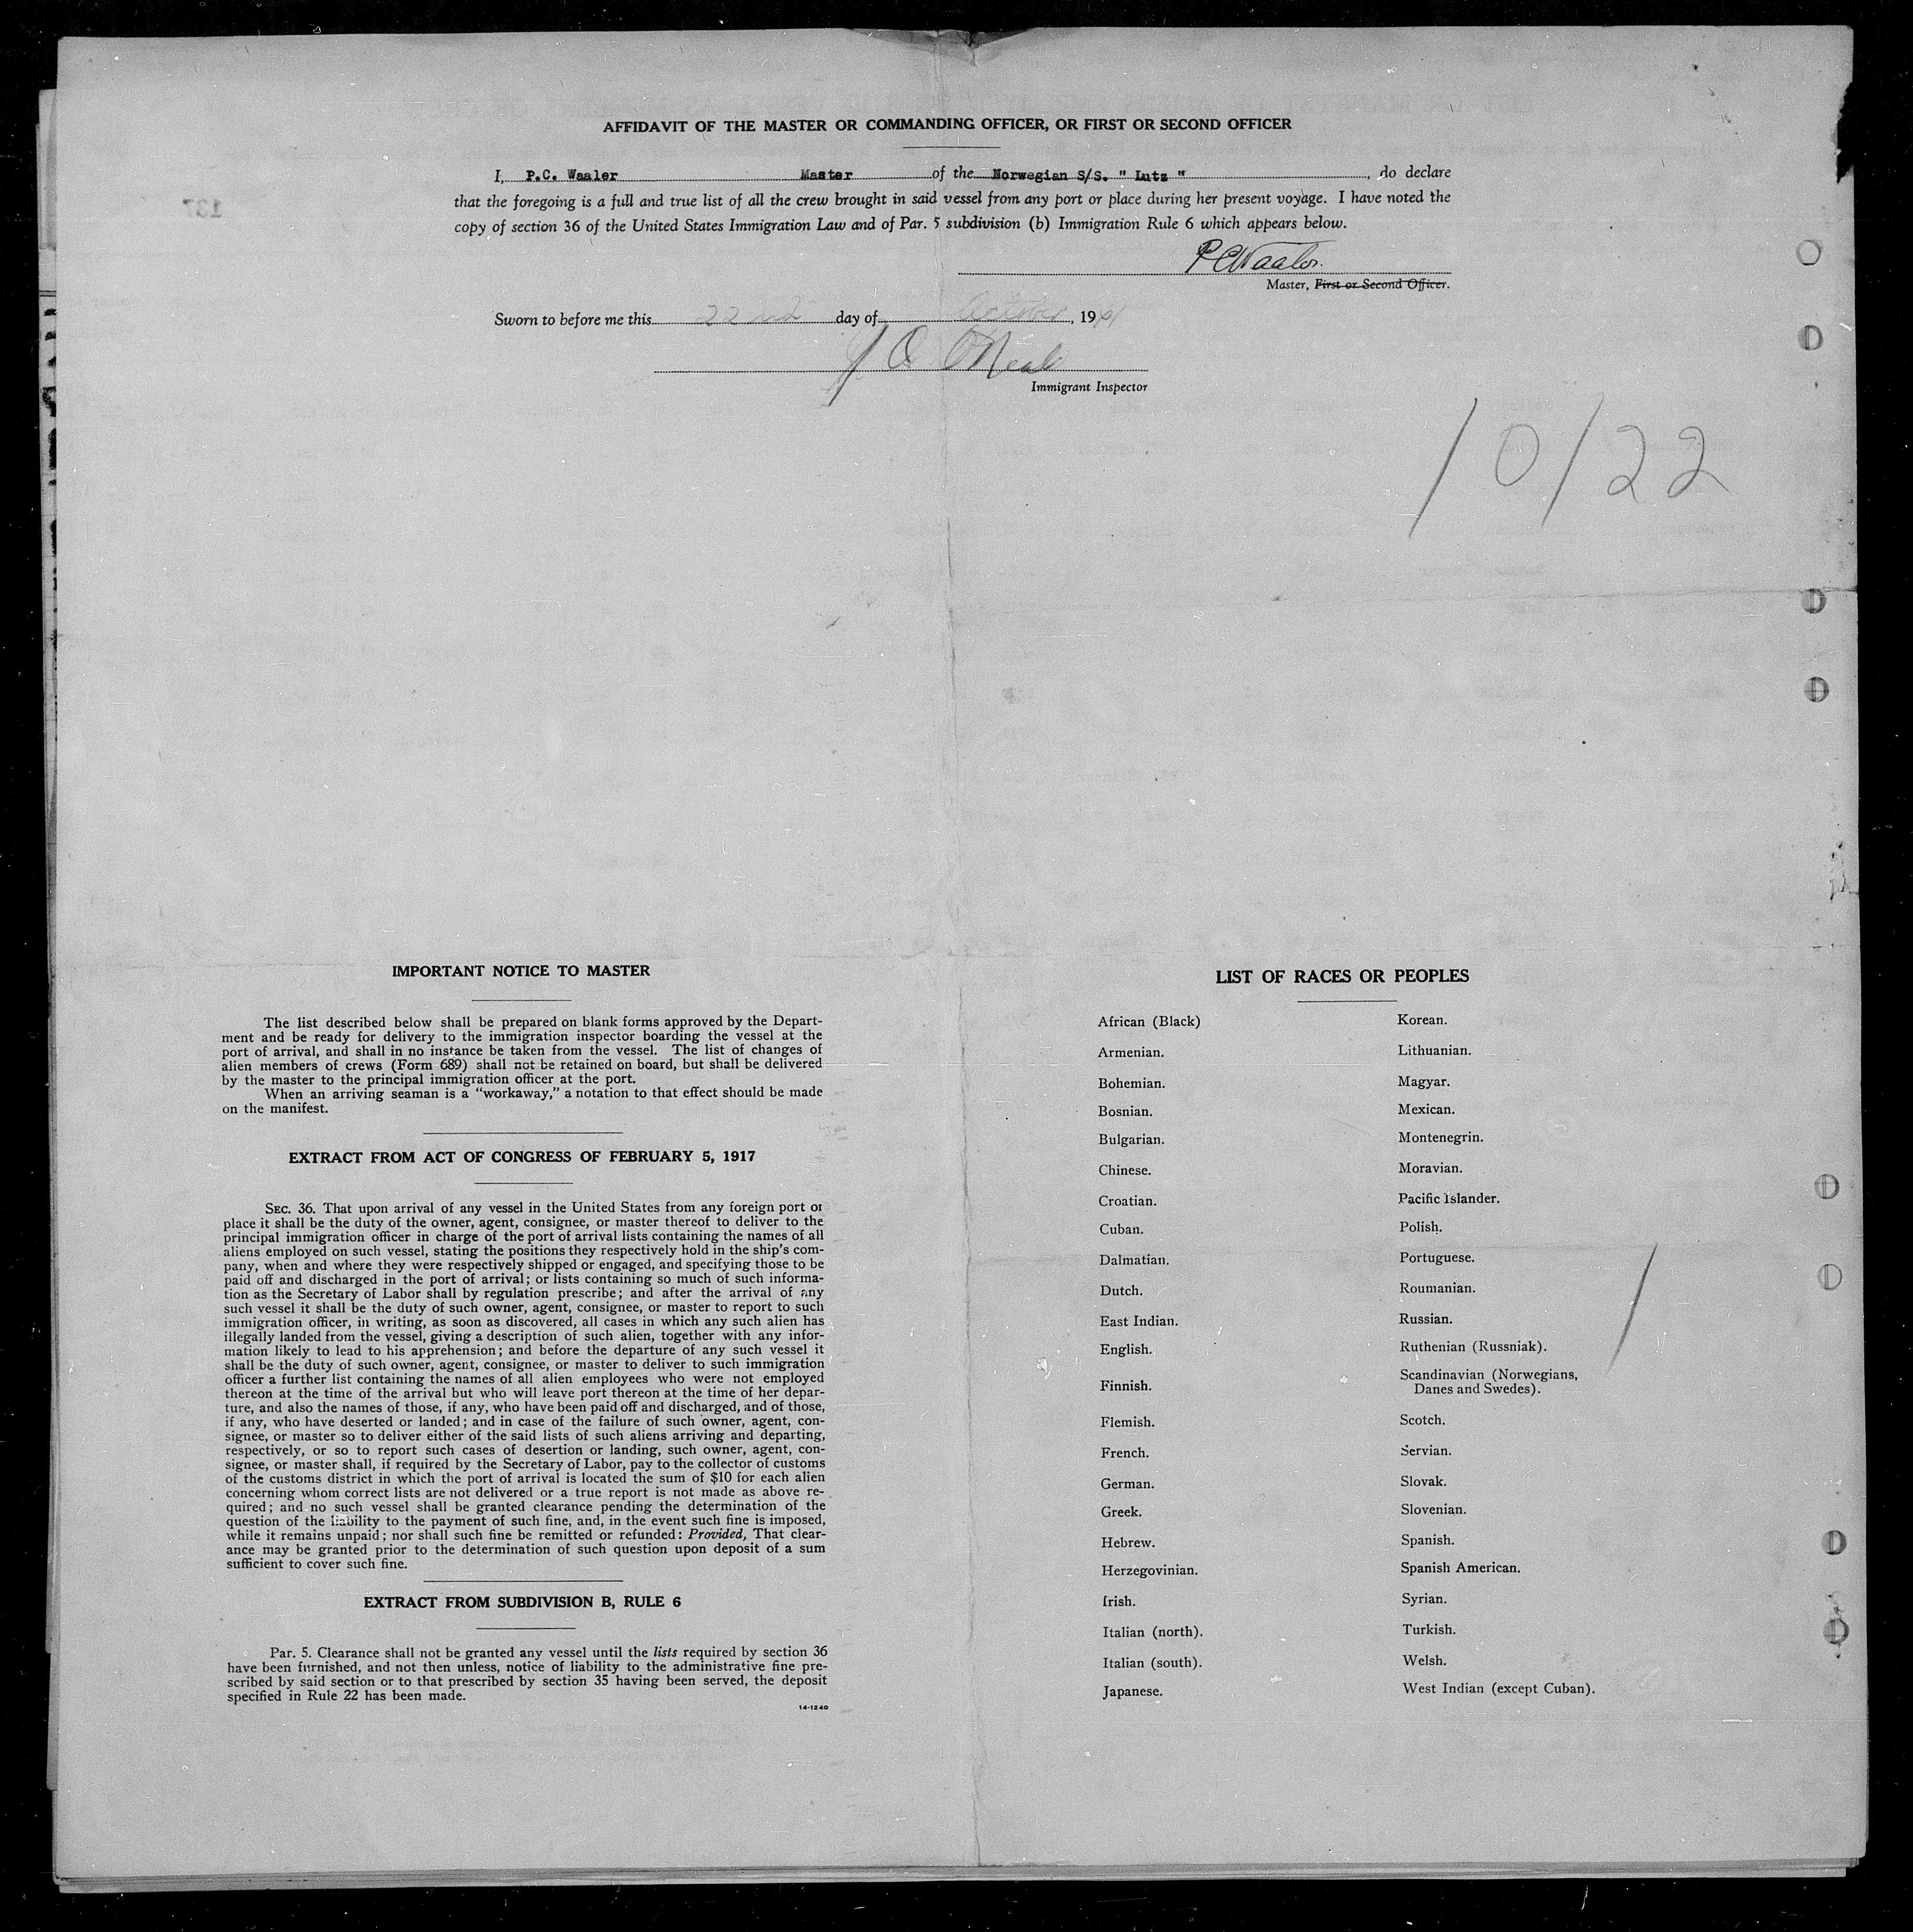 AFFIDAVIT OF THE MASTER OR COMMANDING OFFICER, OR FIRST OR SECOND OFFICER
I, P.C. Waaler Master of the Norwegian S/S. " Lutz ", do declare
that the foregoing is a full and true list of all the crew brought in said vessel from any port or place during her present voyage. I have noted the
copy of section 36 of the United States Immigration Law and of Par. 5 subdivision (b) Immigration Rule 6 which appears below.
P C Waaler.
Master, First or Second Officer.
Sworn to before me this 22nd day of October, 1941
O'Neal
Immigrant Inspector
10/22
137
IMPORTANT NOTICE TO MASTER
The list described below shall be prepared on blank forms approved by the Depart-
ment and be ready for delivery to the immigration inspector boarding the vessel at the
port of arrival, and shall in no instance be taken from the vessel. The list of changes of
alien members of crews (Form 689) shall not be retained on board, but shall be delivered
by the master to the principal immigration officer at the port.
When an arriving seaman is a "workaway," a notation to that effect should be made
on the manifest.
EXTRACT FROM ACT OF CONGRESS OF FEBRUARY 5, 1917
SEC. 36. That upon arrival of any vessel in the United States from any foreign port or
place it shall be the duty of the owner, agent, consignee, or master thereof to deliver to the
principal immigration officer in charge of the port of arrival lists containing the names of all
aliens employed on such vessel, stating the positions they respectively hold in the ship's com-
pany, when and where they were respectively shipped or engaged, and specifying those to be
paid off and discharged in the port of arrival; or lists containing so much of such informa-
tion as the Secretary of Labor shall by regulation prescribe; and after the arrival of any
such vessel it shall be the duty of such owner, agent, consignee, or master to report to such
immigration officer, in writing, as soon as discovered, all cases in which any such alien has
illegally landed from the vessel, giving a description of such alien, together with any infor-
mation likely to lead to his apprehension; and before the departure of any such vessel it
shall be the duty of such owner, agent, consignee, or master to deliver to such immigration
officer a further list containing the names of all alien employees who were not employed
thereon at the time of the arrival but who will leave port thereon at the time of her depar-
ture, and also the names of those, if any, who have been paid off and discharged, and of those,
if any, who have deserted or landed; and in case of the failure of such owner, agent, con-
signee, or master so to deliver either of the said lists of such aliens arriving and departing,
respectively, or so to report such cases of desertion or landing, such owner, agent, con-
signee, or master shall, if required by the Secretary of Labor, pay to the collector of customs
of the customs district in which the port of arrival is located the sum of $10 for each alien
concerning whom correct lists are not delivered or a true report is not made as above re-
quired; and no such vessel shall be granted clearance pending the determination of the
question of the liability to the payment of such fine, and, in the event such fine is imposed,
while it remains unpaid; nor shall such fine be remitted or refunded: Provided, That clear-
ance may be granted prior to the determination of such question upon deposit of a sum
sufficient to cover such fine.
EXTRACT FROM SUBDIVISION B, RULE 6
Par. 5. Clearance shall not be granted any vessel until the lists required by section 36
have been furnished, and not then unless, notice of liability to the administrative fine pre-
scribed by said section or to that prescribed by section 35 having been served, the deposit
specified in Rule 22 has been made.
14-1240
LIST OF RACES OR PEOPLES
African (Black)
Armenian.
Bohemian.
Bosnian.
Bulgarian.
Chinese.
Croatian.
Cuban.
Dalmatian.
Dutch.
East Indian.
English.
Finnish.
Flemish.
French.
German.
Greek.
Hebrew.
Herzegovinian.
Irish.
Italian (north).
Italian (south).
Japanese.
Korean.
Lithuanian.
Magyar.
Mexican.
Montenegrin.
Moravian.
Pacific Islander.
Polish.
Portuguese.
Roumanian.
Russian.
Ruthenian (Russniak).
Scandinavian (Norwegians,
Danes and Swedes).
Scotch.
Servian.
Slovak.
Slovenian.
Spanish.
Spanish American.
Syrian.
Turkish.
Welsh.
West Indian (except Cuban).